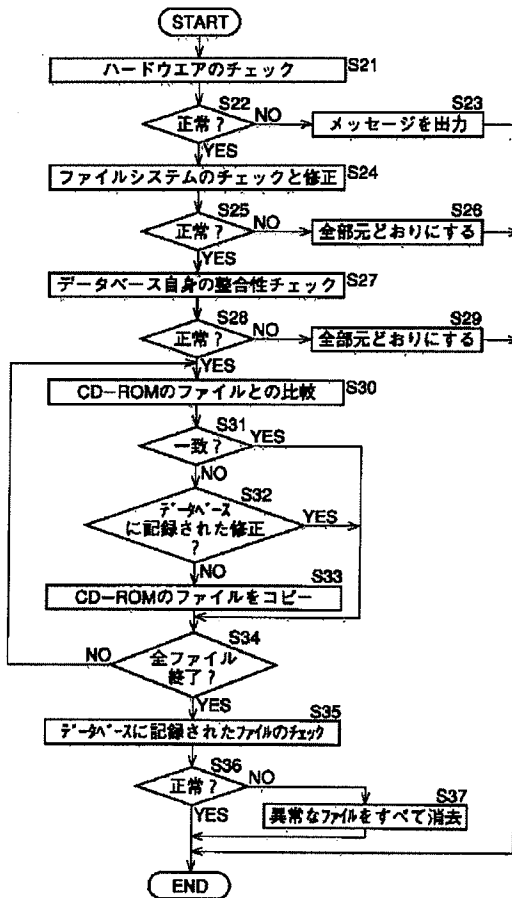 START
ハードウエアのチェック S21
S22
正常？ NO
YES
S23
メッセージを出力
ファイルシステムのチェックと修正 S24
S25
正常？ NO
YES
S26
全部元どおりにする
データベース自身の整合性チェック S27
S28
正常？ NO
YES
S29
全部元どおりにする
CD-ROMのファイルとの比較 S30
S31
一致？ YES
NO
S32
データベース
に記録された修正
？
YES
NO
S33
CD-ROMのファイルをコピー
S34
全ファイル
終了？
NO
YES
S35
データベースに記録されたファイルのチェック
S36
正常？ NO
YES
S37
異常なファイルをすべて消去
END